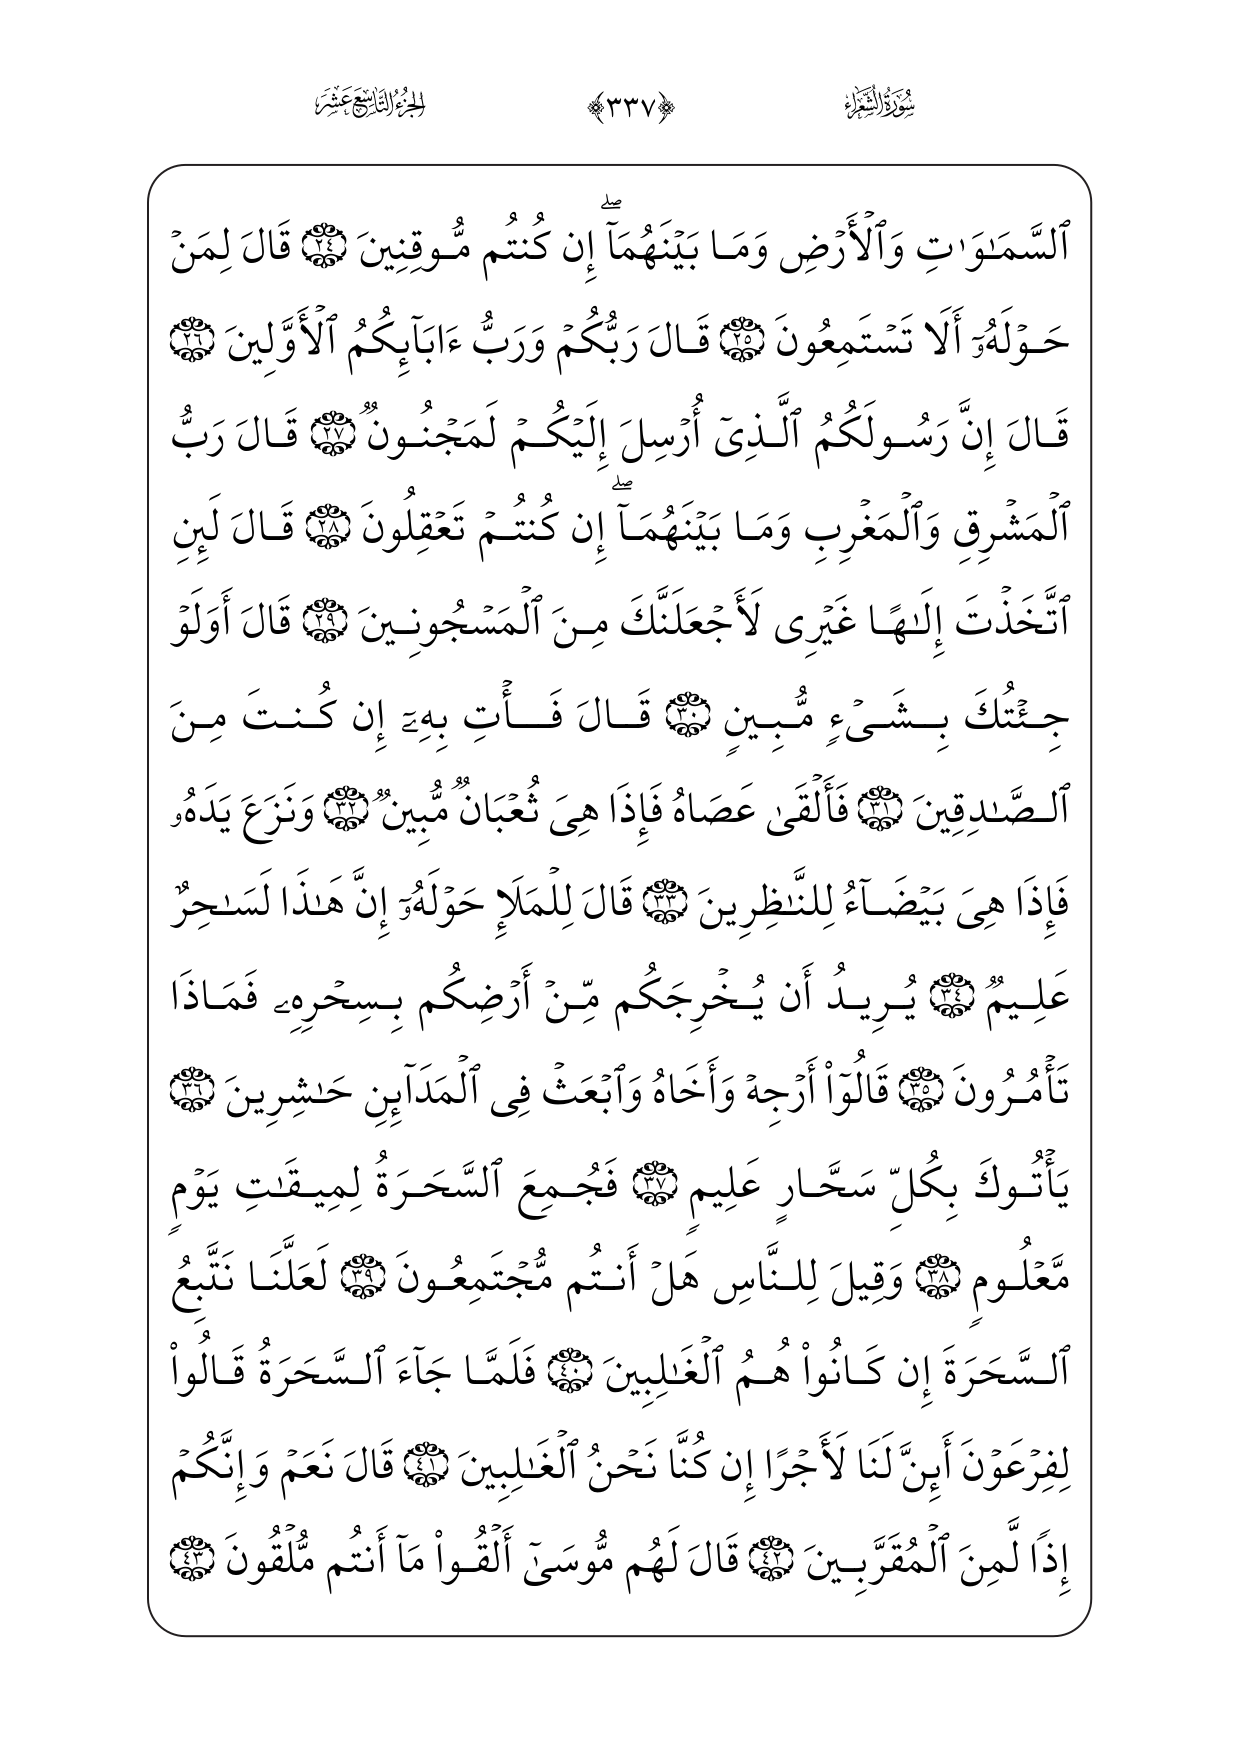 سُورَةُ الشُّعَرَاءِ ﴿٣٣٧﴾ الجُزْءُ التَّاسِعَ عَشَرَ
ٱلسَّمَـٰوَٰتِ وَٱلْأَرْضِ وَمَا بَيْنَهُمَآ ۖ إِن كُنتُم مُّوقِنِينَ ٢٤ قَالَ لِمَنْ
حَوْلَهُۥٓ أَلَا تَسْتَمِعُونَ ٢٥ قَالَ رَبُّكُمْ وَرَبُّ ءَابَآئِكُمُ ٱلْأَوَّلِينَ ٢٦
قَالَ إِنَّ رَسُولَكُمُ ٱلَّذِىٓ أُرْسِلَ إِلَيْكُمْ لَمَجْنُونٌ ٢٧ قَالَ رَبُّ
ٱلْمَشْرِقِ وَٱلْمَغْرِبِ وَمَا بَيْنَهُمَآ ۖ إِن كُنتُمْ تَعْقِلُونَ ٢٨ قَالَ لَئِنِ
ٱتَّخَذْتَ إِلَـٰهًا غَيْرِى لَأَجْعَلَنَّكَ مِنَ ٱلْمَسْجُونِينَ ٢٩ قَالَ أَوَلَوْ
جِئْتُكَ بِشَىْءٍ مُّبِينٍ ٣٠ قَالَ فَأْتِ بِهِۦٓ إِن كُنتَ مِنَ
ٱلصَّـٰدِقِينَ ٣١ فَأَلْقَىٰ عَصَاهُ فَإِذَا هِىَ ثُعْبَانٌ مُّبِينٌ ٣٢ وَنَزَعَ يَدَهُۥ
فَإِذَا هِىَ بَيْضَآءُ لِلنَّـٰظِرِينَ ٣٣ قَالَ لِلْمَلَإِ حَوْلَهُۥٓ إِنَّ هَـٰذَا لَسَـٰحِرٌ
عَلِيمٌ ٣٤ يُرِيدُ أَن يُخْرِجَكُم مِّنْ أَرْضِكُم بِسِحْرِهِۦ فَمَاذَا
تَأْمُرُونَ ٣٥ قَالُوٓا۟ أَرْجِهْ وَأَخَاهُ وَٱبْعَثْ فِى ٱلْمَدَآئِنِ حَـٰشِرِينَ ٣٦
يَأْتُوكَ بِكُلِّ سَحَّارٍ عَلِيمٍ ٣٧ فَجُمِعَ ٱلسَّحَرَةُ لِمِيقَـٰتِ يَوْمٍ
مَّعْلُومٍ ٣٨ وَقِيلَ لِلنَّاسِ هَلْ أَنتُم مُّجْتَمِعُونَ ٣٩ لَعَلَّنَا نَتَّبِعُ
ٱلسَّحَرَةَ إِن كَانُوا۟ هُمُ ٱلْغَـٰلِبِينَ ٤٠ فَلَمَّا جَآءَ ٱلسَّحَرَةُ قَالُوا۟
لِفِرْعَوْنَ أَئِنَّ لَنَا لَأَجْرًا إِن كُنَّا نَحْنُ ٱلْغَـٰلِبِينَ ٤١ قَالَ نَعَمْ وَإِنَّكُمْ
إِذًا لَّمِنَ ٱلْمُقَرَّبِينَ ٤٢ قَالَ لَهُم مُّوسَىٰٓ أَلْقُوا۟ مَآ أَنتُم مُّلْقُونَ ٤٣